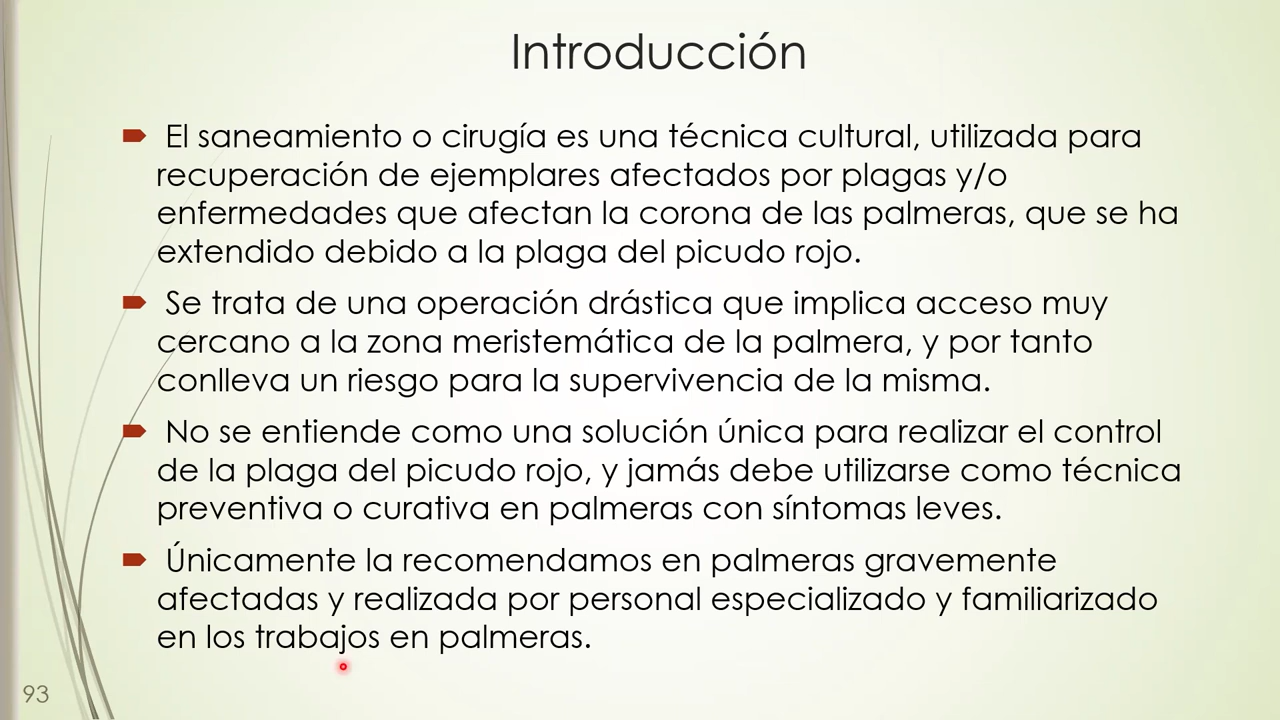 Introducción
El saneamiento o cirugía es una técnica cultural, utilizada para
recuperación de ejemplares afectados por plagas y/o
enfermedades que afectan la corona de las palmeras, que se ha
extendido debido a la plaga del picudo rojo.
Se trata de una operación drástica que implica acceso muy
cercano a la zona meristemática de la palmera, y por tanto
conlleva un riesgo para la supervivencia de la misma.
No se entiende como una solución única para realizar el control
de la plaga del picudo rojo, y jamás debe utilizarse como técnica
preventiva o curativa en palmeras con síntomas leves.
Únicamente la recomendamos en palmeras gravemente
afectadas y realizada por personal especializado y familiarizado
en los trabajos en palmeras.
93